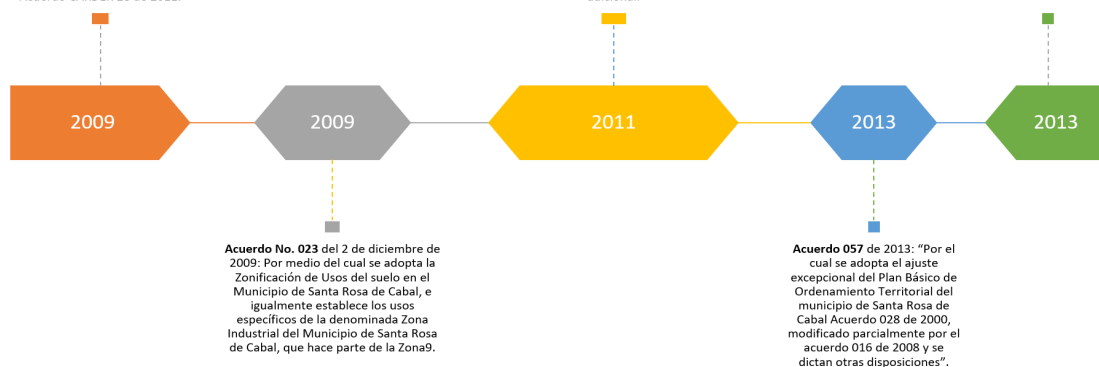 2009
2009
2011
2013
2013
Acuerdo No. 023 del 2 de diciembre de
2009: Por medio del cual se adopta la
Zonificación de Usos del suelo en el
Municipio de Santa Rosa de Cabal, e
igualmente establece los usos
específicos de la denominada Zona
Industrial del Municipio de Santa Rosa
de Cabal, que hace parte de la Zona9.
Acuerdo 057 de 2013: “Por el
cual se adopta el ajuste
excepcional del Plan Básico de
Ordenamiento Territorial del
municipio de Santa Rosa de
Cabal Acuerdo 028 de 2000,
modificado parcialmente por el
acuerdo 016 de 2008 y se
dictan otras disposiciones”.